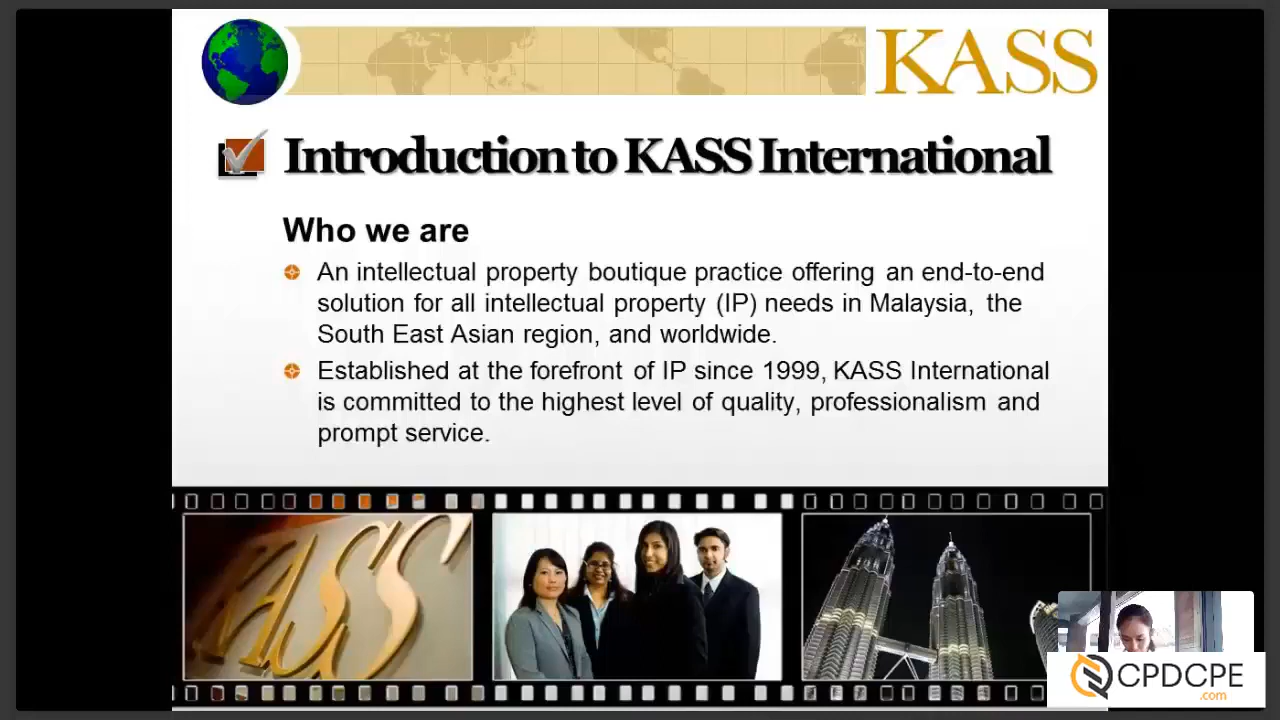 KASS
Introduction to KASS International
Who we are
An intellectual property boutique practice offering an end-to-end
solution for all intellectual property (IP) needs in Malaysia, the
South East Asian region, and worldwide.
Established at the forefront of IP since 1999, KASS International
is committed to the highest level of quality, professionalism and
prompt service.
KASS
CPDCPE
.com